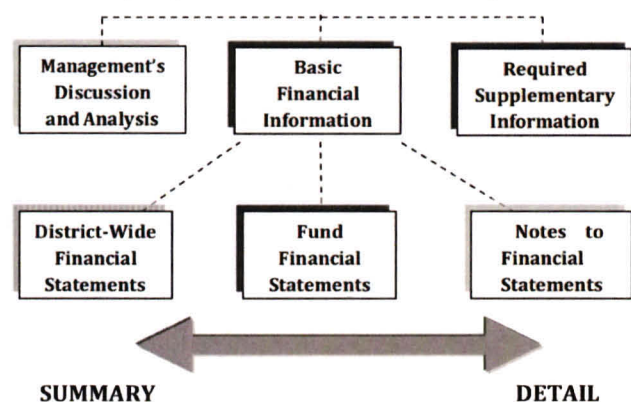 Management's
Discussion
and Analysis
Basic
Financial
Information
Required
Supplementary
Information
District-Wide
Financial
Statements
Fund
Financial
Statements
Notes to
Financial
Statements
SUMMARY
DETAIL